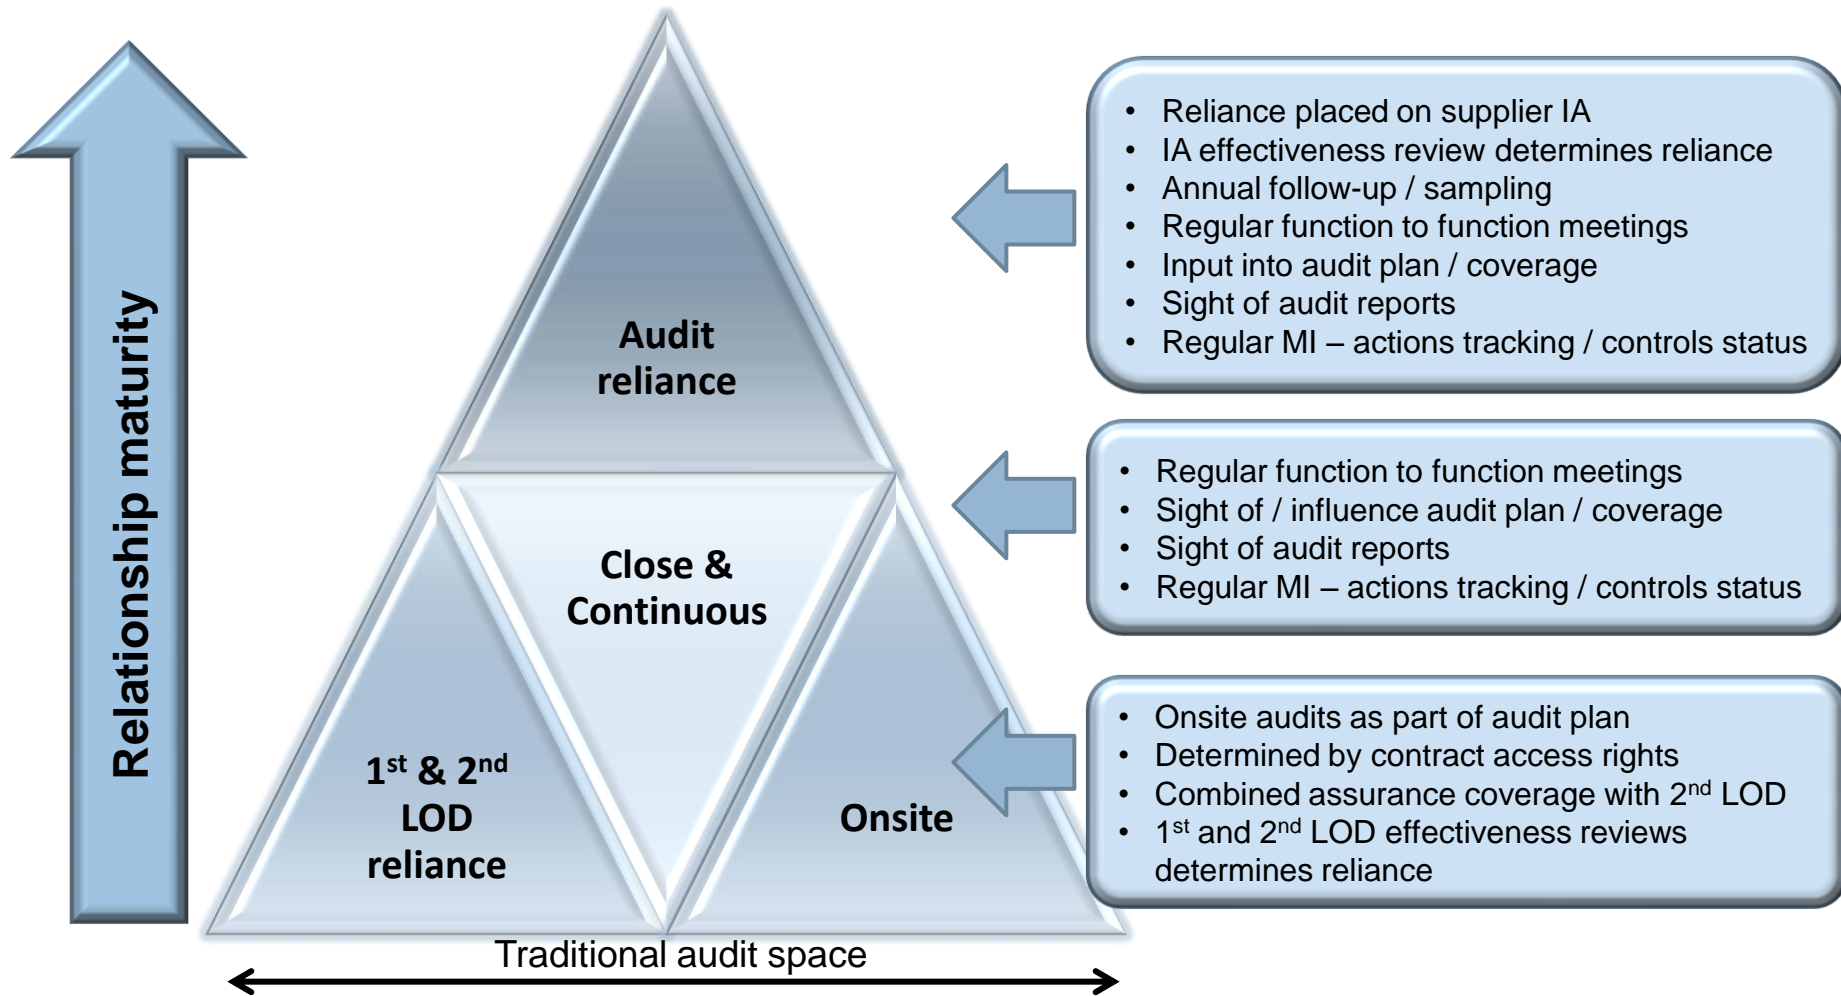 Relationship maturity
Audit
reliance
Close &
Continuous
1st & 2nd
LOD
reliance
Onsite
Traditional audit space
• Reliance placed on supplier IA
• IA effectiveness review determines reliance
• Annual follow-up / sampling
• Regular function to function meetings
• Input into audit plan / coverage
• Sight of audit reports
• Regular MI – actions tracking / controls status
• Regular function to function meetings
• Sight of / influence audit plan / coverage
• Sight of audit reports
• Regular MI – actions tracking / controls status
• Onsite audits as part of audit plan
• Determined by contract access rights
• Combined assurance coverage with 2nd LOD
• 1st and 2nd LOD effectiveness reviews
determines reliance